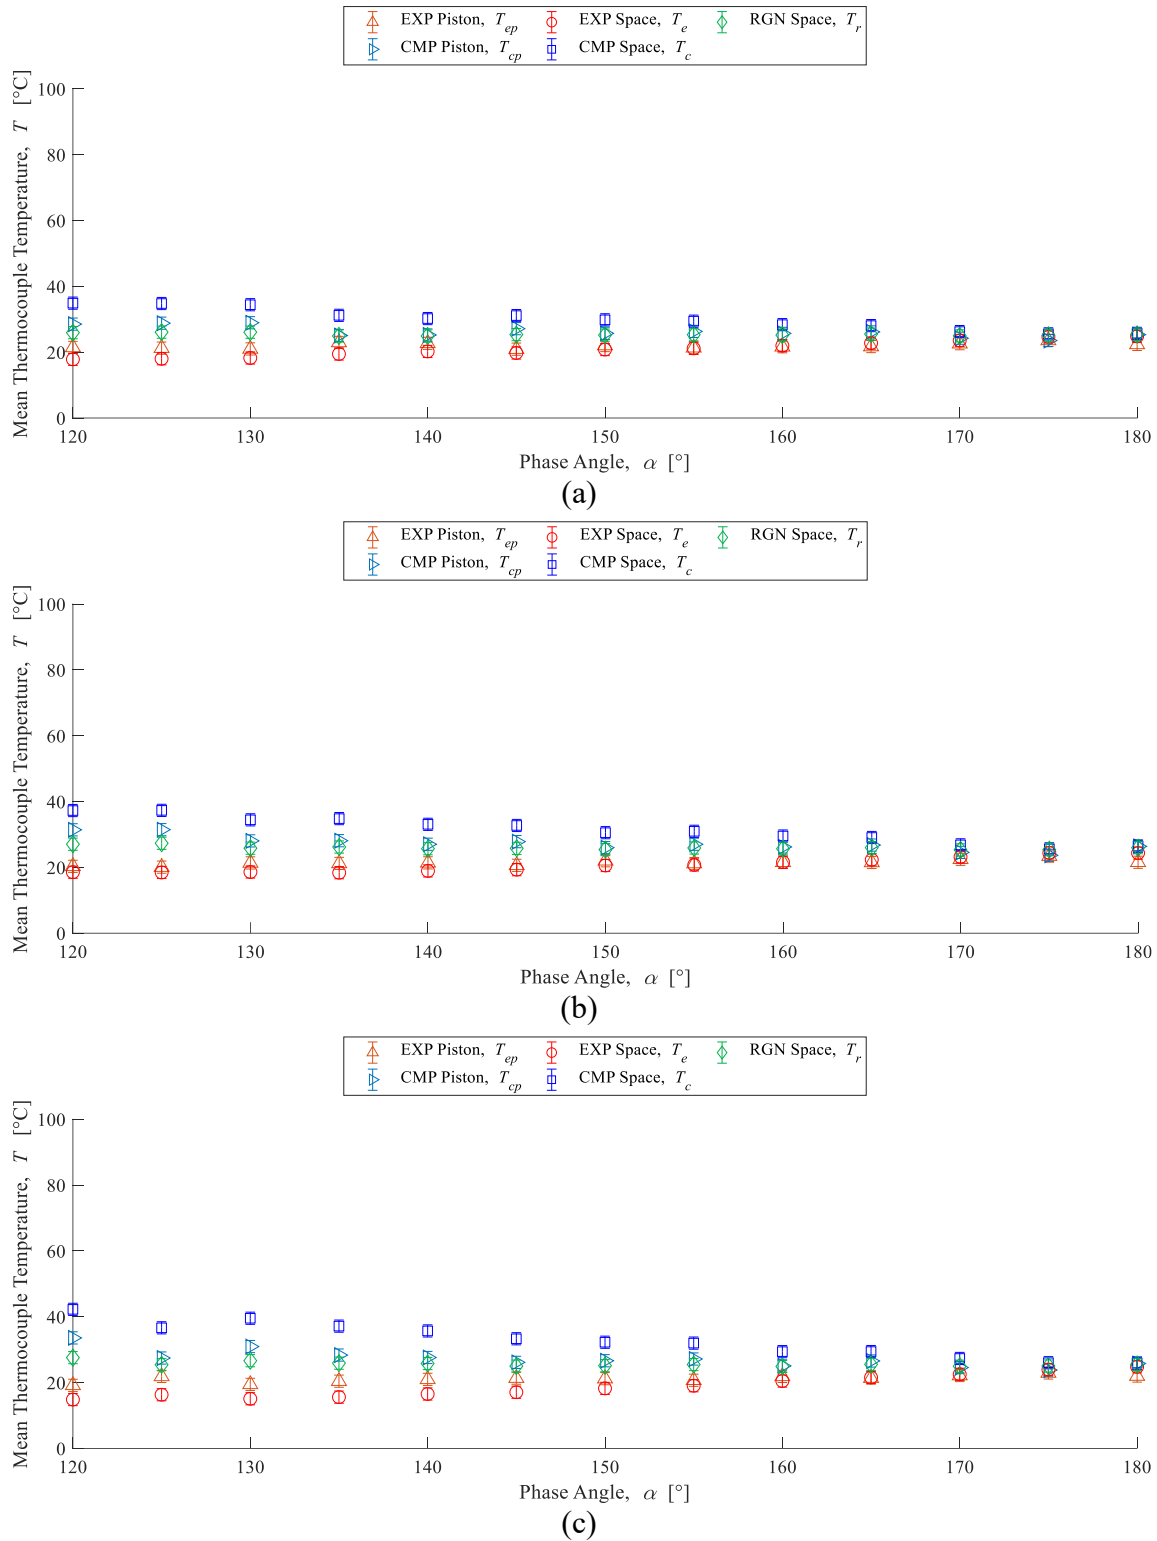 EXP Piston, T_ep EXP Space, T_e RGN Space, T_r
CMP Piston, T_cp CMP Space, T_c
Mean Thermocouple Temperature, T [°C]
100
80
60
40
20
0
120 130 140 150 160 170 180
Phase Angle, α [°]
(a)
EXP Piston, T_ep EXP Space, T_e RGN Space, T_r
CMP Piston, T_cp CMP Space, T_c
Mean Thermocouple Temperature, T [°C]
100
80
60
40
20
0
120 130 140 150 160 170 180
Phase Angle, α [°]
(b)
EXP Piston, T_ep EXP Space, T_e RGN Space, T_r
CMP Piston, T_cp CMP Space, T_c
Mean Thermocouple Temperature, T [°C]
100
80
60
40
20
0
120 130 140 150 160 170 180
Phase Angle, α [°]
(c)